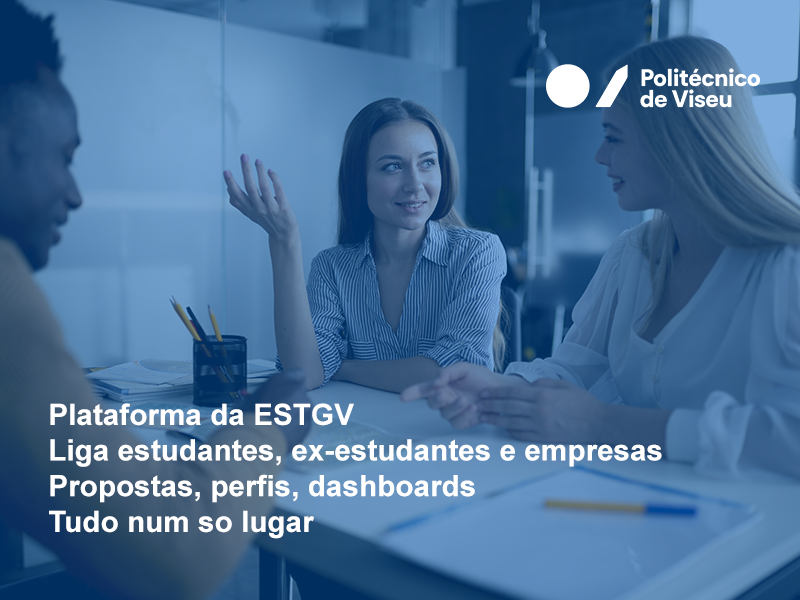 Politécnico
de Viseu
Plataforma da ESTGV
Liga estudantes, ex-estudantes e empresas
Propostas, perfis, dashboards
Tudo num so lugar